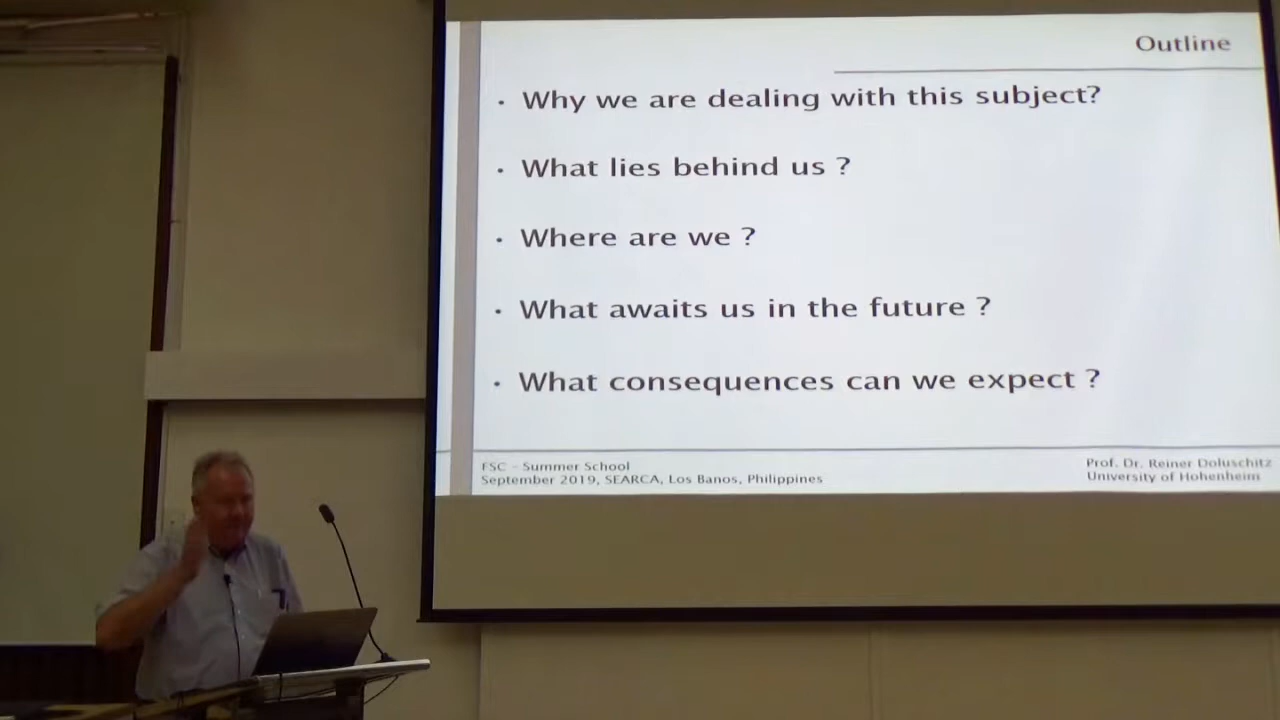 Outline
· Why we are dealing with this subject?
· What lies behind us ?
· Where are we ?
· What awaits us in the future ?
· What consequences can we expect ?
FSC - Summer School
September 2019, SEARCA, Los Banos, Philippines
Prof. Dr. Reiner Doluschitz
University of Hohenheim